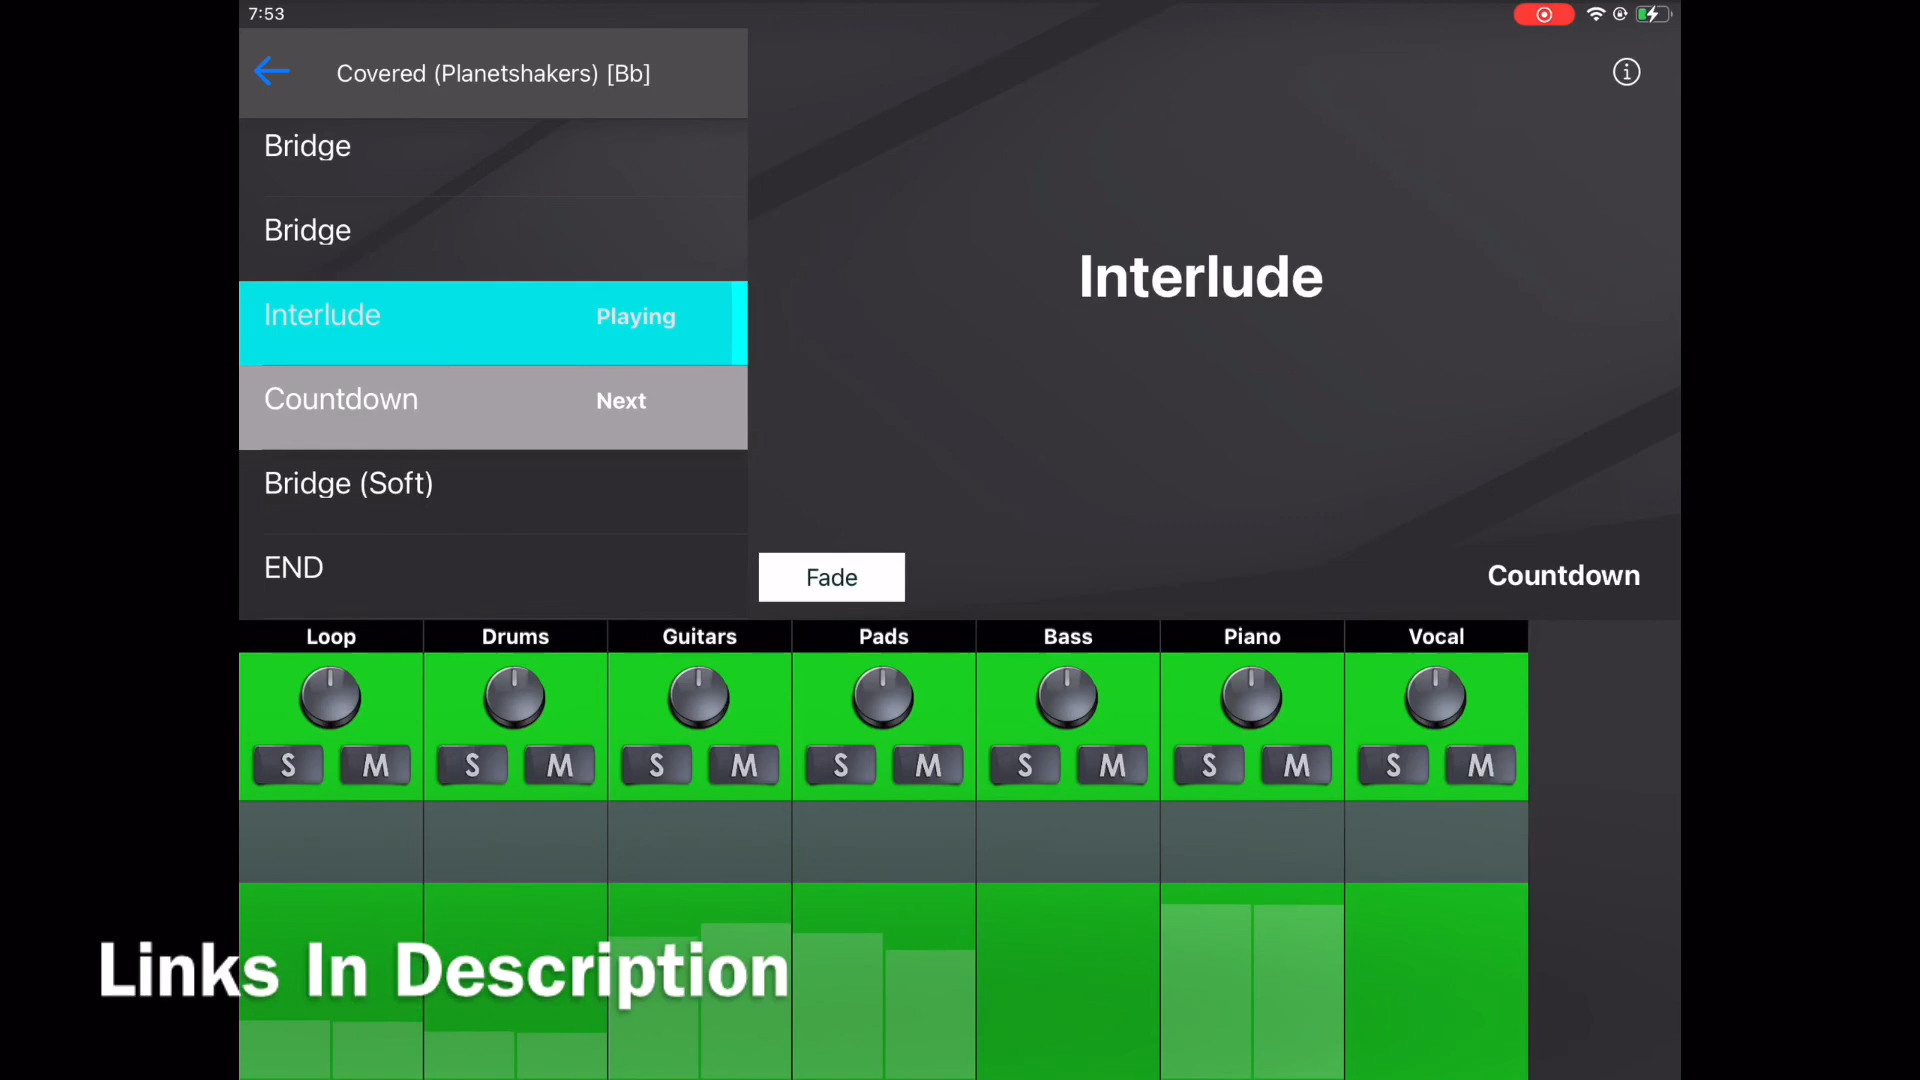 7:53
Covered (Planetshakers) [Bb]
Bridge
Bridge
Interlude Playing
Countdown Next
Bridge (Soft)
END
Interlude
Fade
Countdown
Loop Drums Guitars Pads Bass Piano Vocal
S M S M S M S M S M S M S M
Links In Description